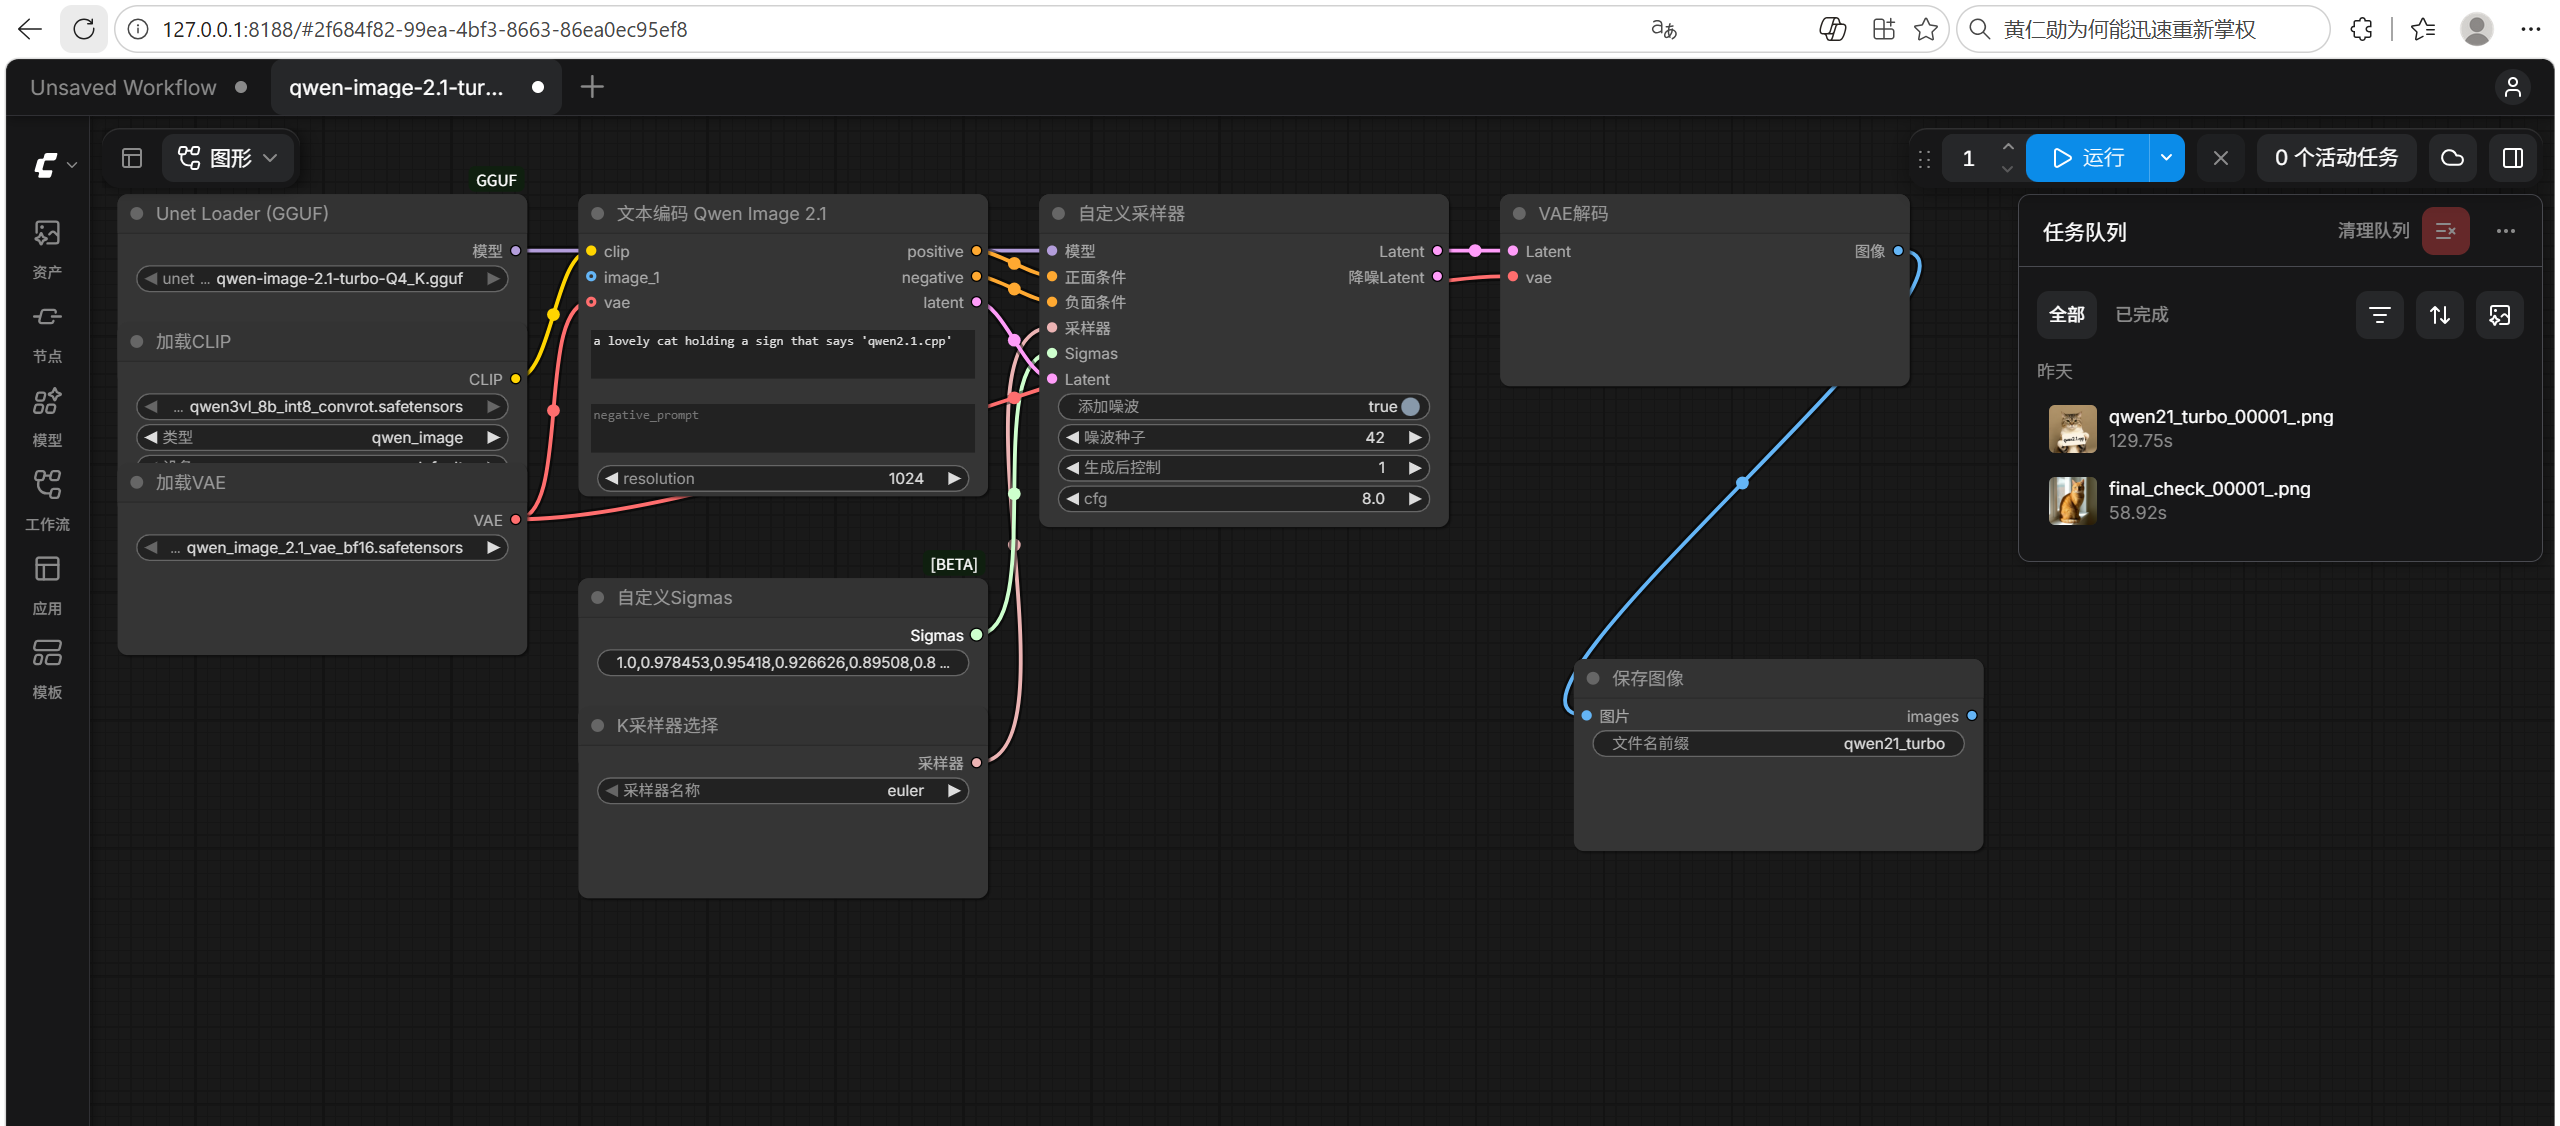 127.0.0.1:8188/#2f684f82-99ea-4bf3-8663-86ea0ec95ef8
黄仁勋为何能迅速重新掌权
Unsaved Workflow
qwen-image-2.1-tur...
图形
1
运行
0 个活动任务
资产
节点
模型
工作流
应用
模板
GGUF
Unet Loader (GGUF)
模型
unet ... qwen-image-2.1-turbo-Q4_K.gguf
加载CLIP
CLIP
... qwen3vl_8b_int8_convrot.safetensors
类型 qwen_image
加载VAE
VAE
... qwen_image_2.1_vae_bf16.safetensors
文本编码 Qwen Image 2.1
clip positive
image_1 negative
vae latent
a lovely cat holding a sign that says 'qwen2.1.cpp'
negative_prompt
resolution 1024
[BETA]
自定义Sigmas
Sigmas
1.0,0.978453,0.95418,0.926626,0.89508,0.8 ...
K采样器选择
采样器
采样器名称 euler
自定义采样器
模型 Latent
正面条件 降噪Latent
负面条件
采样器
Sigmas
Latent
添加噪波 true
噪波种子 42
生成后控制 1
cfg 8.0
VAE解码
Latent 图像
vae
保存图像
图片 images
文件名前缀 qwen21_turbo
任务队列 清理队列
全部 已完成
昨天
qwen21_turbo_00001_.png
129.75s
final_check_00001_.png
58.92s